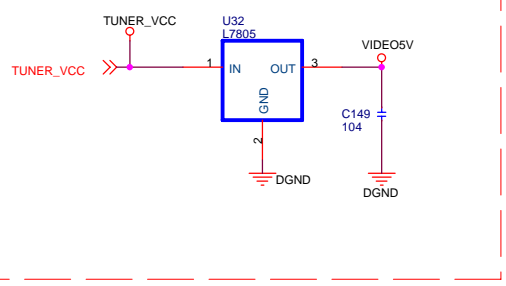 TUNER_VCC
U32
L7805
VIDEO5V
TUNER_VCC
1
IN
OUT
3
GND
C149
104
2
DGND
DGND